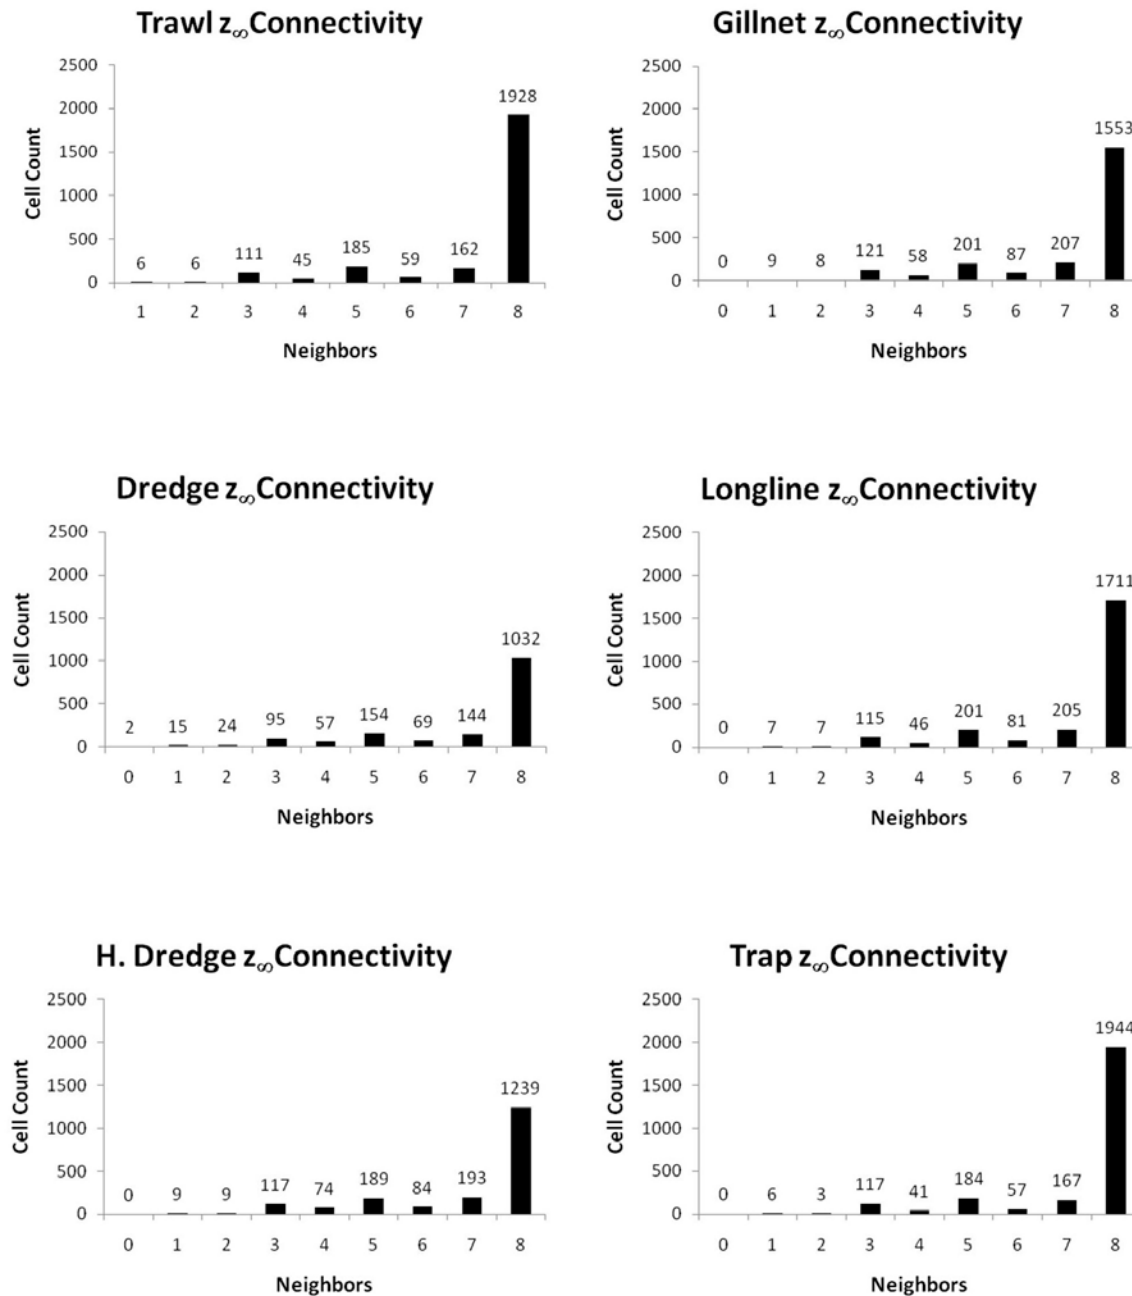 Trawl z∞Connectivity
2500
2000
1500
1000
500
0
Cell Count
6 6 111 45 185 59 162 1928
1 2 3 4 5 6 7 8
Neighbors
Gillnet z∞Connectivity
2500
2000
1500
1000
500
0
Cell Count
0 9 8 121 58 201 87 207 1553
0 1 2 3 4 5 6 7 8
Neighbors
Dredge z∞Connectivity
2500
2000
1500
1000
500
0
Cell Count
2 15 24 95 57 154 69 144 1032
0 1 2 3 4 5 6 7 8
Neighbors
Longline z∞Connectivity
2500
2000
1500
1000
500
0
Cell Count
0 7 7 115 46 201 81 205 1711
0 1 2 3 4 5 6 7 8
Neighbors
H. Dredge z∞Connectivity
2500
2000
1500
1000
500
0
Cell Count
0 9 9 117 74 189 84 193 1239
0 1 2 3 4 5 6 7 8
Neighbors
Trap z∞Connectivity
2500
2000
1500
1000
500
0
Cell Count
0 6 3 117 41 184 57 167 1944
0 1 2 3 4 5 6 7 8
Neighbors